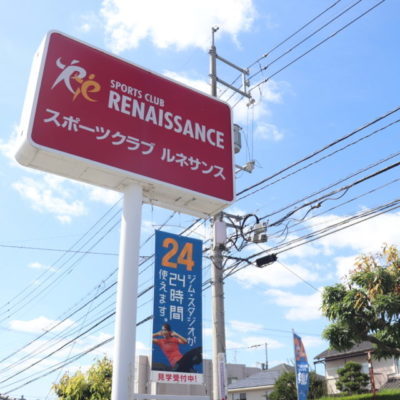 SPORTS CLUB
RENAISSANCE
スポーツクラブ ルネサンス
24
ジム・スタジオが
24時間
使えます。
見学受付中!